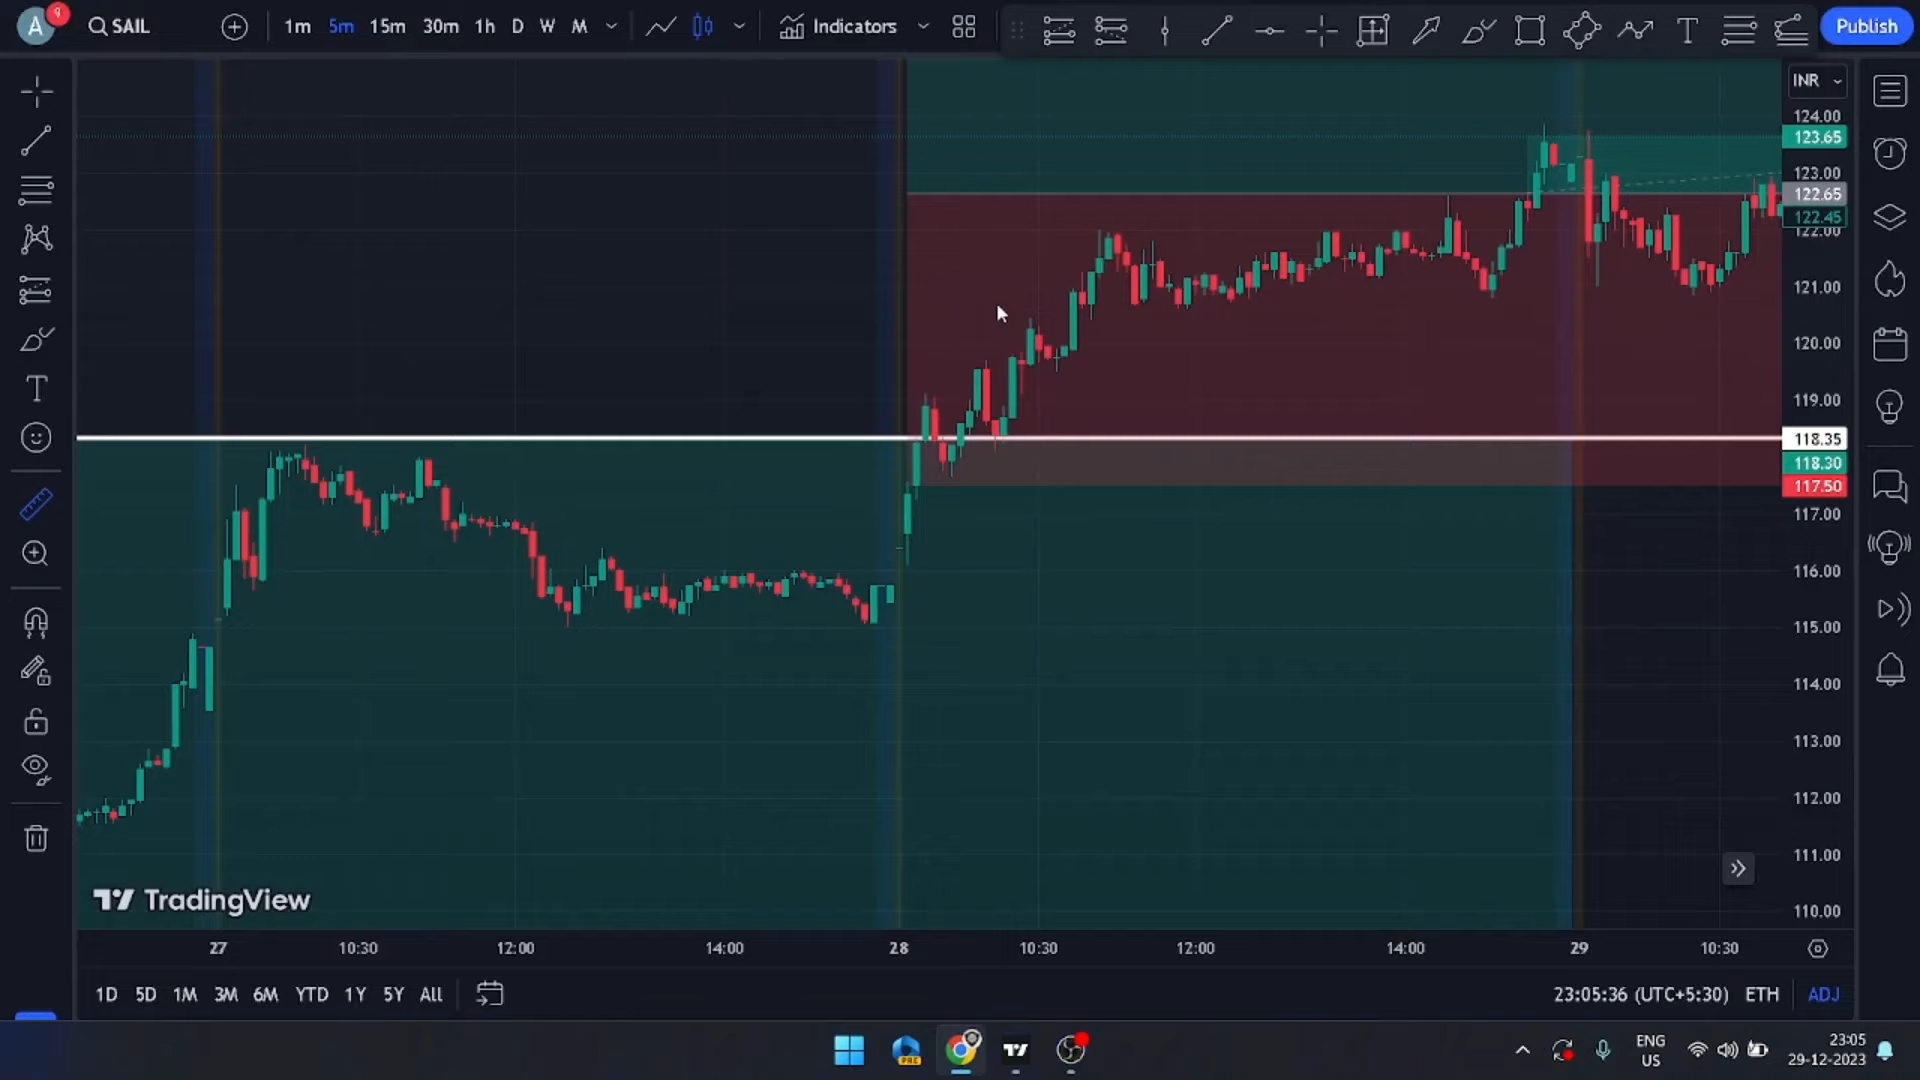 A 9 SAIL 1m 5m 15m 30m 1h D W M Indicators T Publish
INR
124.00
123.65
123.00
122.65
122.45
122.00
121.00
120.00
119.00
118.35
118.30
117.50
117.00
116.00
115.00
114.00
113.00
112.00
111.00
110.00
TradingView
27 10:30 12:00 14:00 28 10:30 12:00 14:00 29 10:30
1D 5D 1M 3M 6M YTD 1Y 5Y All 23:05:36 (UTC+5:30) ETH ADJ
PRE
ENG
US
23:05
29-12-2023